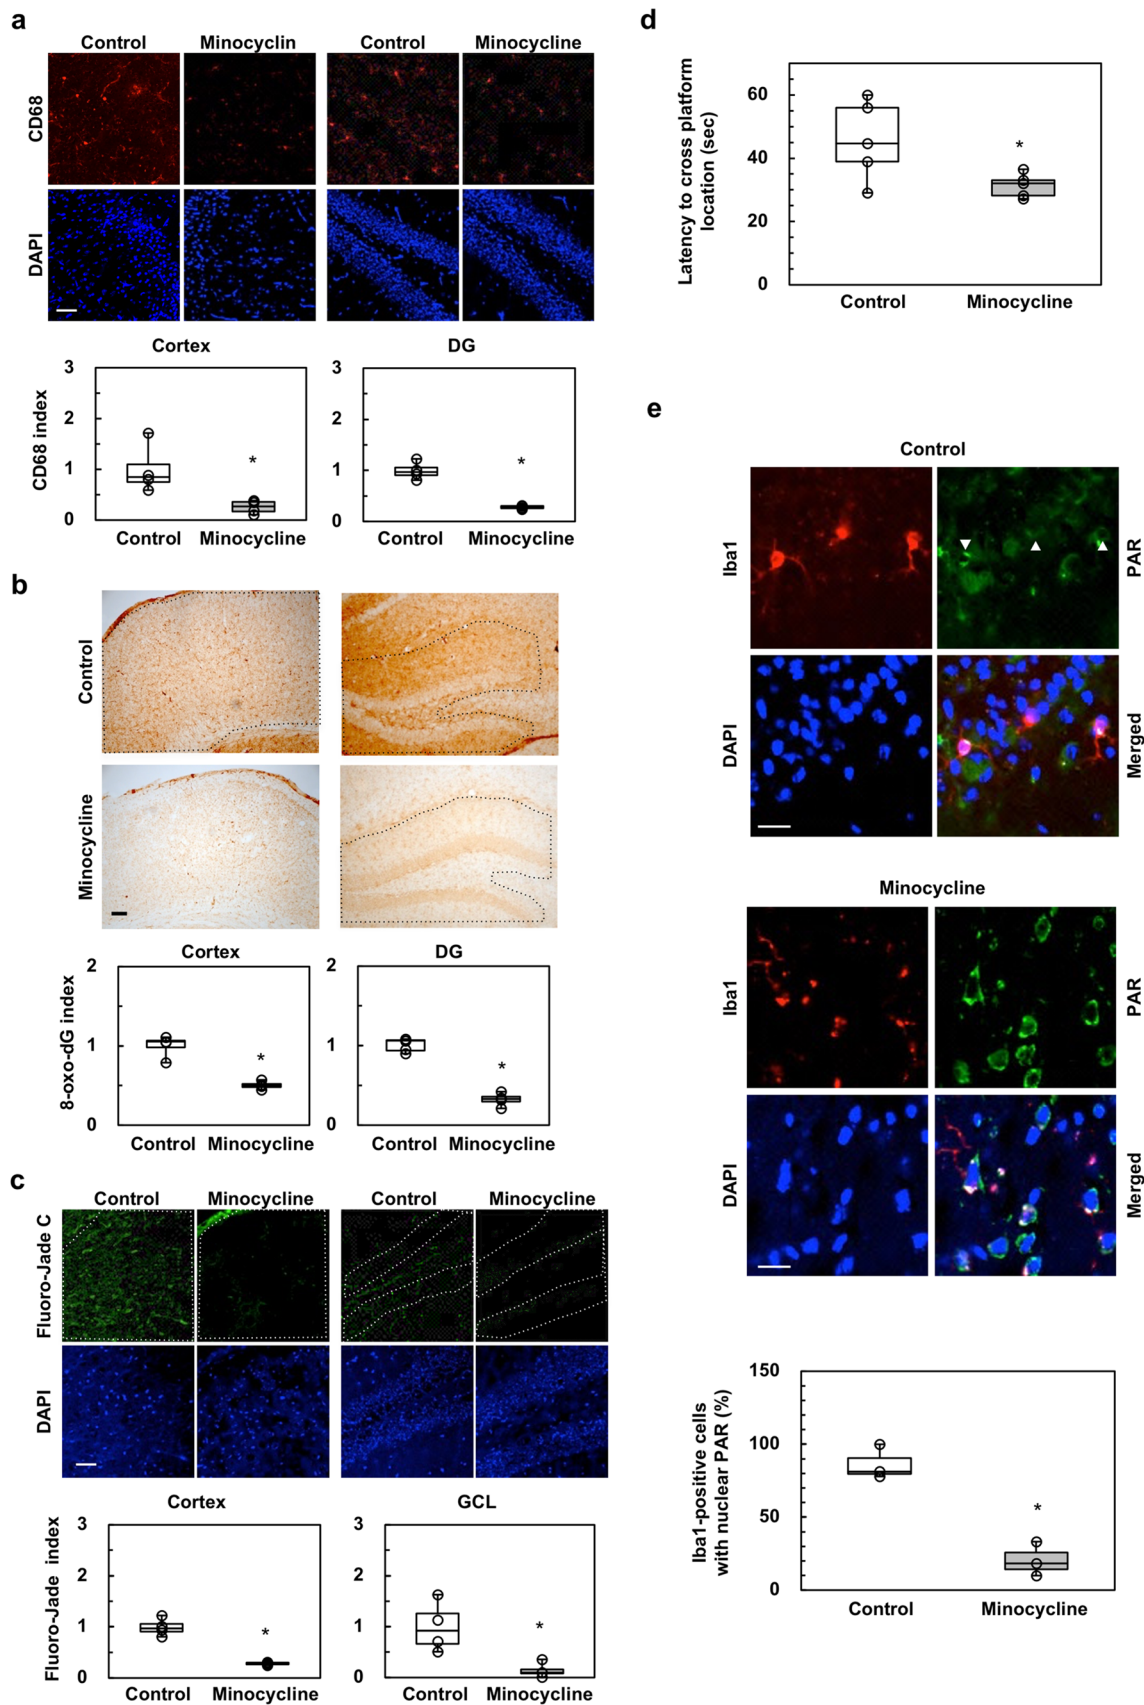 a
Control Minocyclin Control Minocycline
CD68
DAPI
Cortex DG
CD68 index
3
2
1
0
Control Minocycline
3
2
1
0
Control Minocycline
b
Control
Minocycline
Cortex DG
8-oxo-dG index
2
1
0
Control Minocycline
2
1
0
Control Minocycline
c
Control Minocycline Control Minocycline
Fluoro-Jade C
DAPI
Cortex GCL
Fluoro-Jade index
3
2
1
0
Control Minocycline
3
2
1
0
Control Minocycline
d
Latency to cross platform
location (sec)
60
40
20
0
*
Control Minocycline
e
Control
Iba1
PAR
DAPI
Merged
Minocycline
Iba1
PAR
DAPI
Merged
Iba1-positive cells
with nuclear PAR (%)
150
100
50
0
*
Control Minocycline